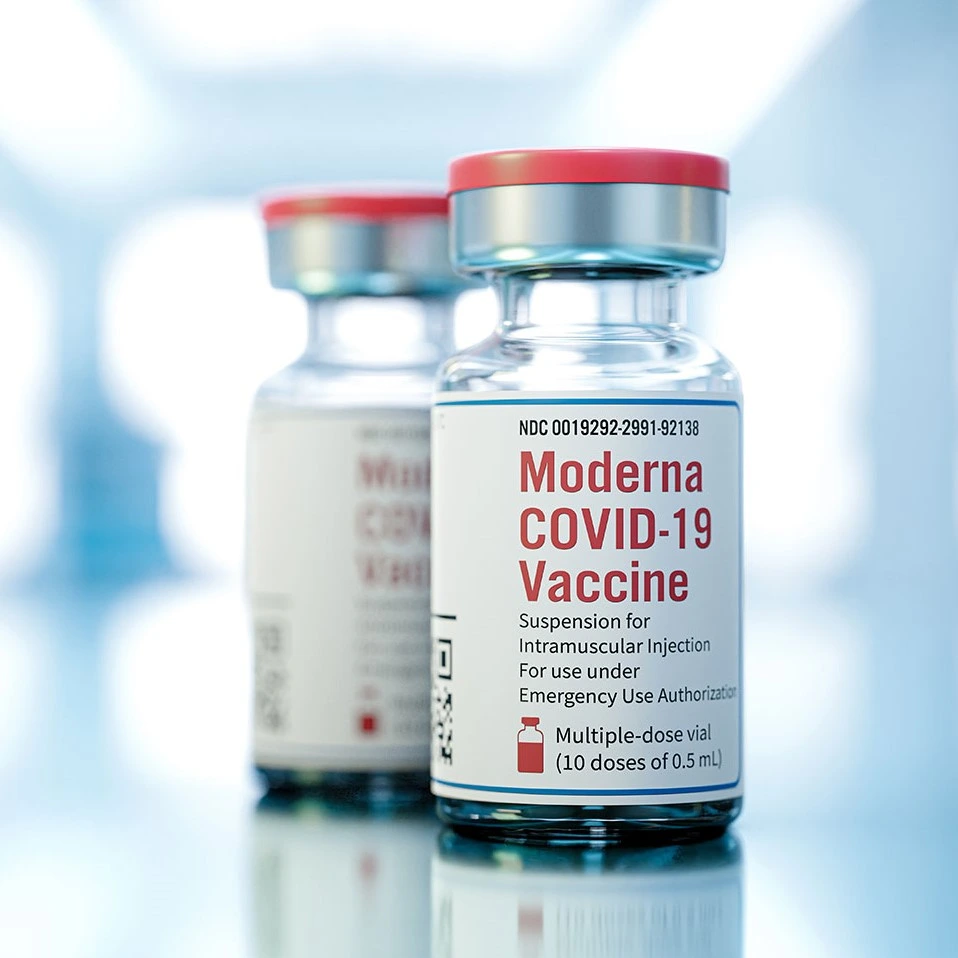 NDC 0019292-2991-92138
Moderna
COVID-19
Vaccine
Suspension for
Intramuscular Injection
For use under
Emergency Use Authorization
Multiple-dose vial
(10 doses of 0.5 mL)